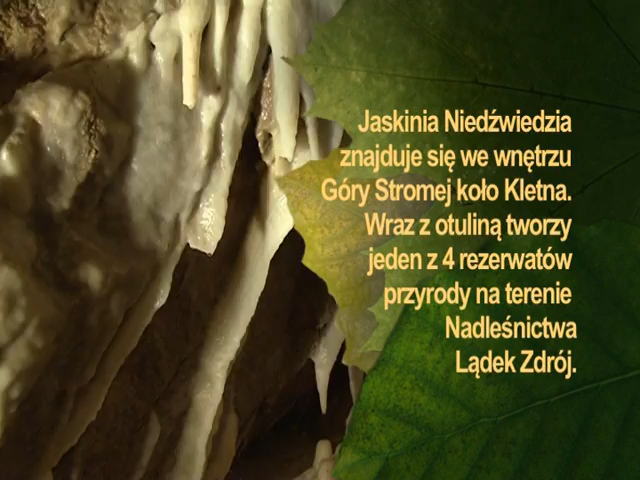 Jaskinia Niedźwiedzia
znajduje się we wnętrzu
Góry Stromej koło Kletna.
Wraz z otuliną tworzy
jeden z 4 rezerwatów
przyrody na terenie
Nadleśnictwa
Lądek Zdrój.